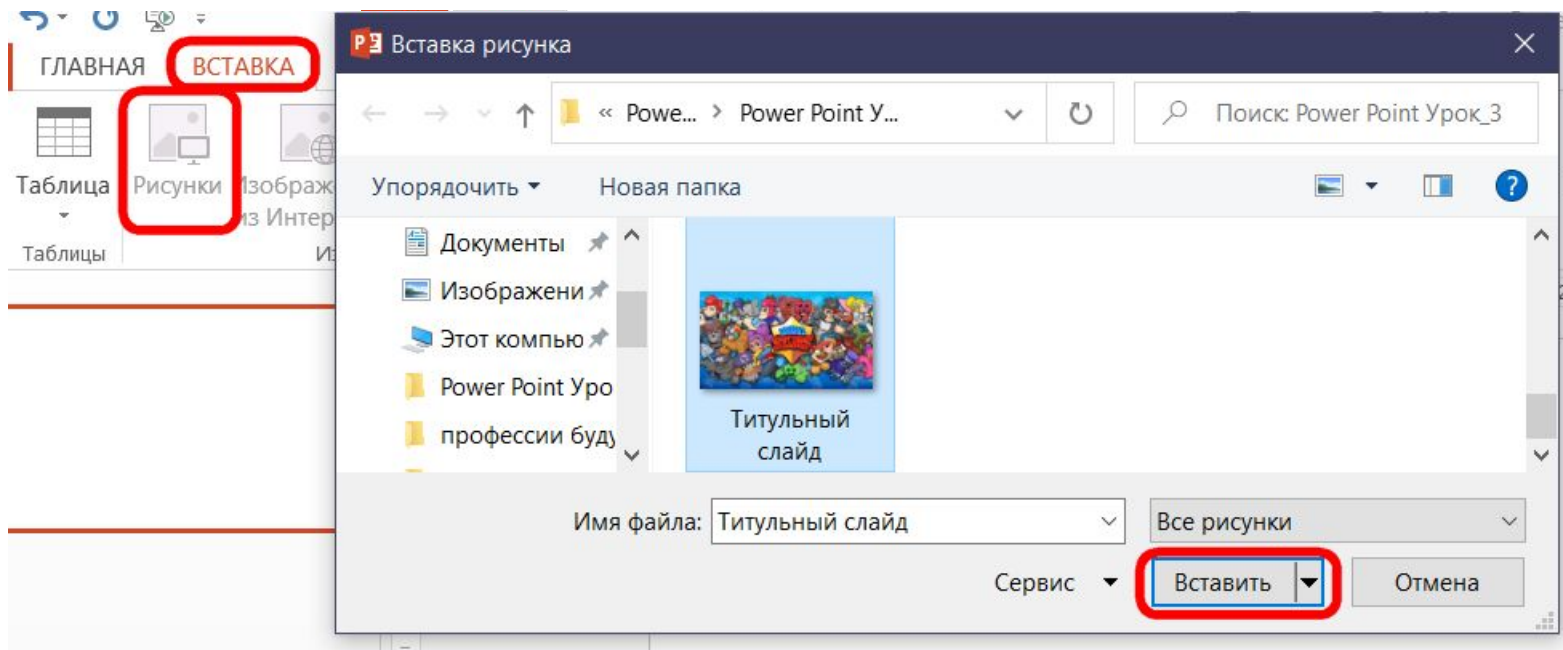 ГЛАВНАЯ
ВСТАВКА
Таблица
Рисунки
Изображ
из Интер
Таблицы
Из
Вставка рисунка
« Powe... > Power Point У...
Поиск: Power Point Урок_3
Упорядочить
Новая папка
Документы
Изображени
Этот компью
Power Point Уро
профессии буду
Титульный
слайд
Имя файла:
Титульный слайд
Все рисунки
Сервис
Вставить
Отмена